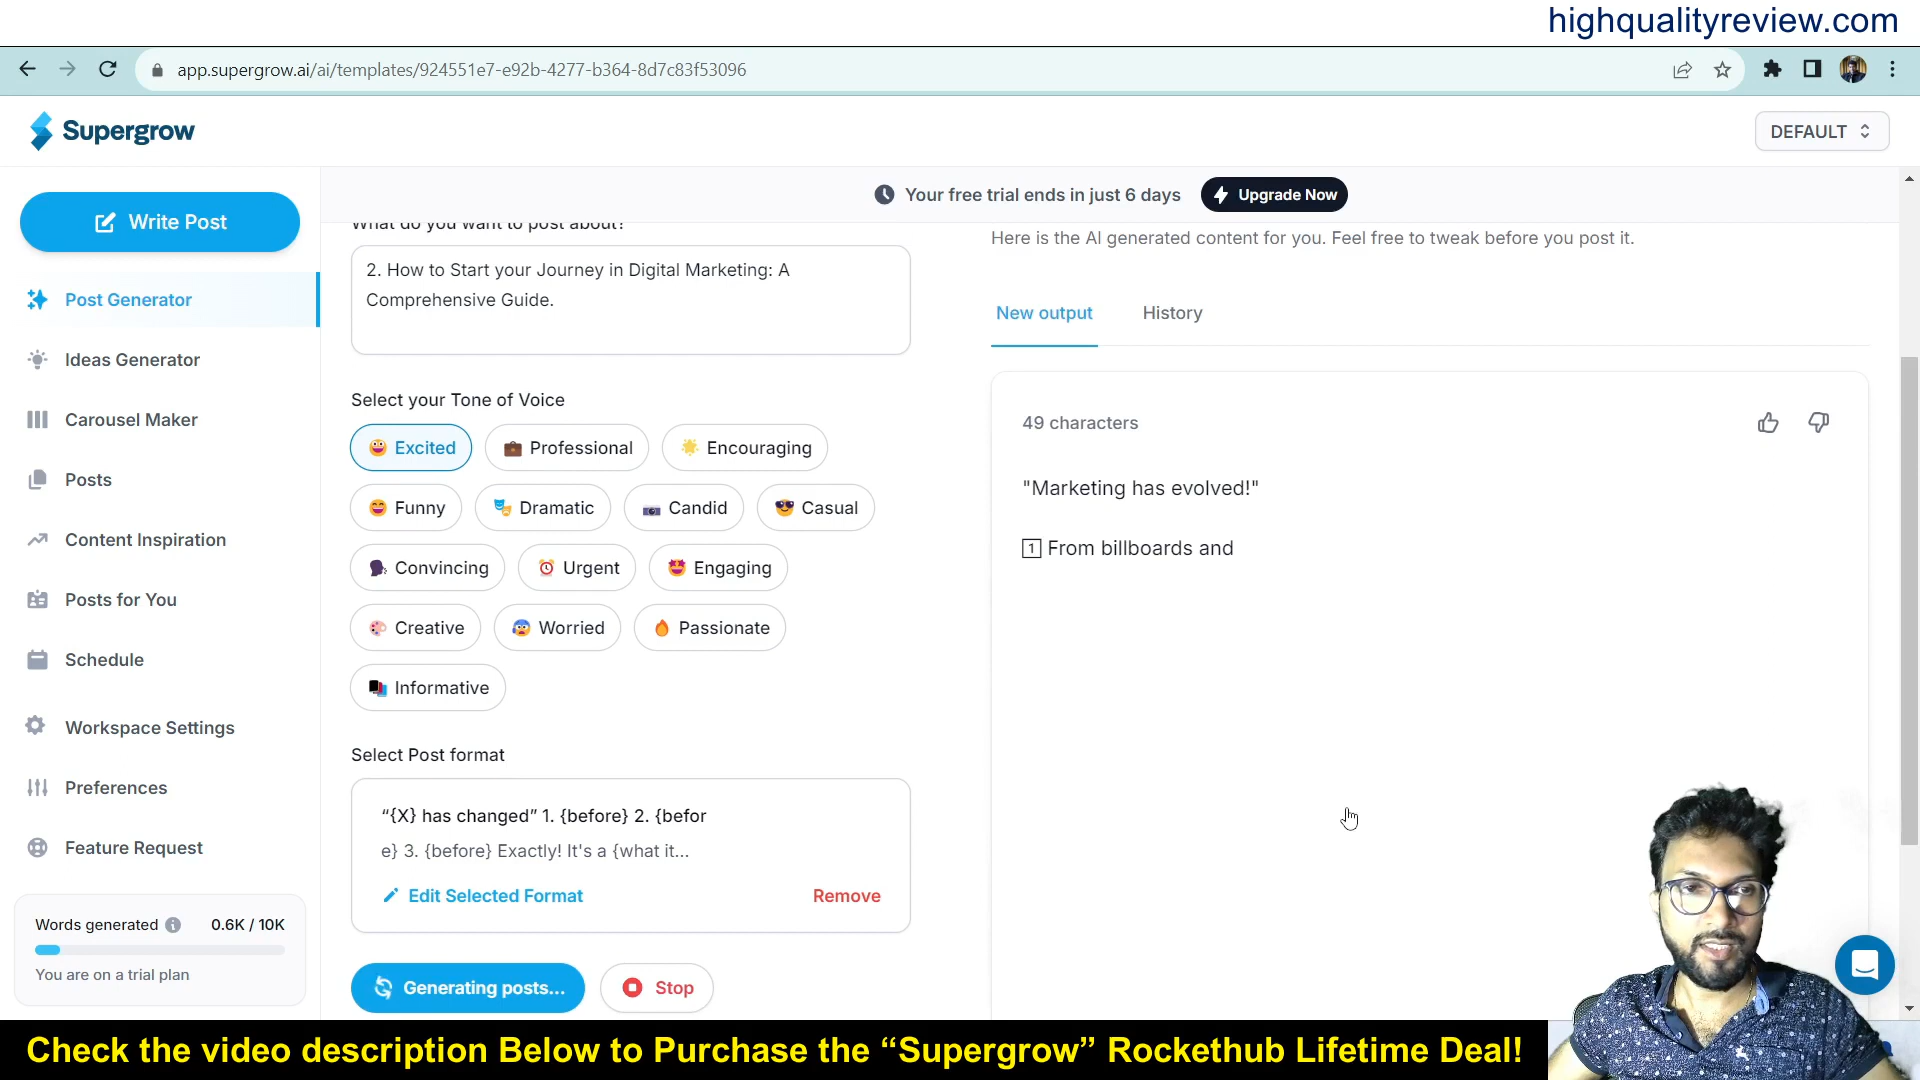 highqualityreview.com
app.supergrow.ai/ai/templates/924551e7-e92b-4277-b364-8d7c83f53096
Supergrow
DEFAULT
Your free trial ends in just 6 days
Upgrade Now
Write Post
Post Generator
Ideas Generator
Carousel Maker
Posts
Content Inspiration
Posts for You
Schedule
Workspace Settings
Preferences
Feature Request
Words generated 0.6K / 10K
You are on a trial plan
What do you want to post about?
2. How to Start your Journey in Digital Marketing: A
Comprehensive Guide.
Select your Tone of Voice
Excited Professional Encouraging
Funny Dramatic Candid Casual
Convincing Urgent Engaging
Creative Worried Passionate
Informative
Select Post format
“{X} has changed” 1. {before} 2. {befor
e} 3. {before} Exactly! It's a {what it...
Edit Selected Format Remove
Generating posts... Stop
Here is the AI generated content for you. Feel free to tweak before you post it.
New output History
49 characters
"Marketing has evolved!"
1 From billboards and
Check the video description Below to Purchase the “Supergrow” Rockethub Lifetime Deal!